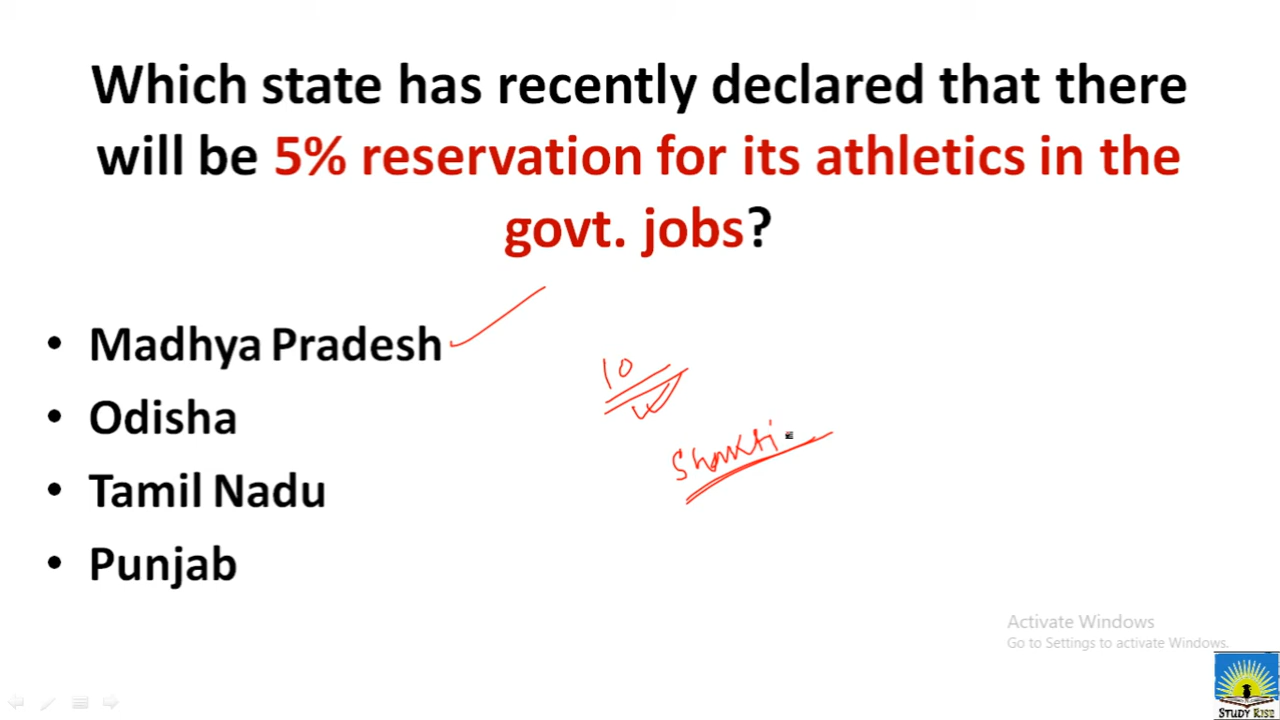 Which state has recently declared that there
will be 5% reservation for its athletics in the
govt. jobs?
• Madhya Pradesh
10
• Odisha
Shakti
• Tamil Nadu
• Punjab
Activate Windows
Go to Settings to activate Windows.
STUDY RISE